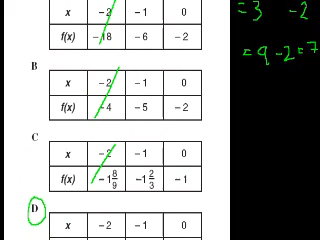 x −2 −1 0
f(x) −18 −6 −2
= 3 −2
= 9 −2 = 7
B
x −2 −1 0
f(x) −4 −5 −2
C
x −2 −1 0
f(x) −1 8/9 −1 2/3 −1
D
x −2 −1 0